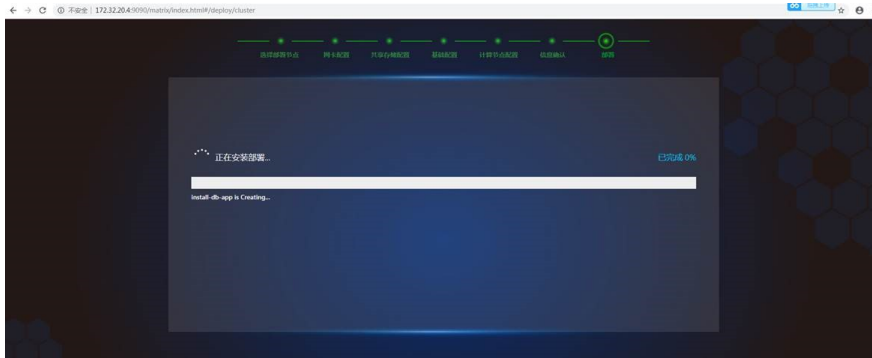 不安全 | 172.32.20.4:9090/matrix/index.html#/deploy/cluster
选择部署节点 网卡配置 共享存储配置 基础配置 计算节点配置 信息确认 部署
正在安装部署... 已完成 0%
install-db-app is Creating...